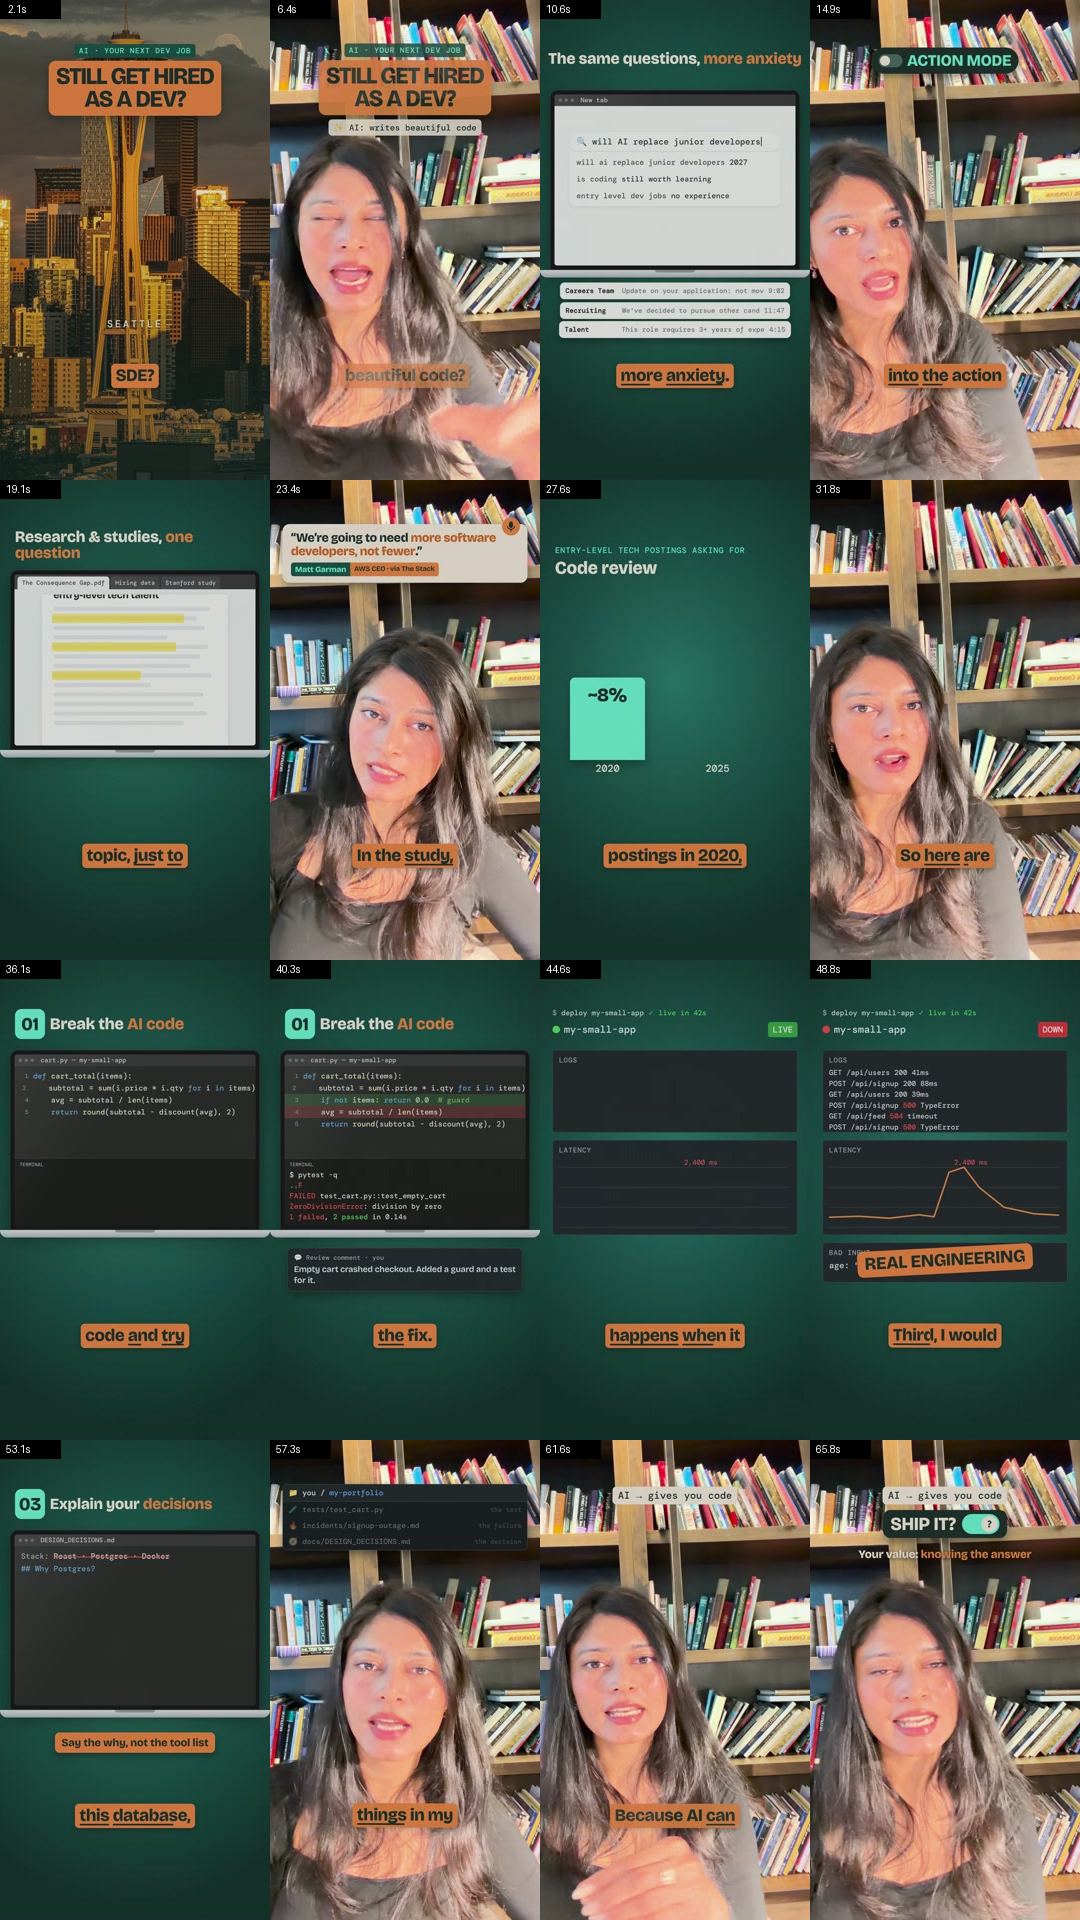 2.1s
AI · YOUR NEXT DEV JOB
STILL GET HIRED
AS A DEV?
SEATTLE
SDE?
6.4s
AI · YOUR NEXT DEV JOB
STILL GET HIRED
AS A DEV?
✨ AI: writes beautiful code
beautiful code?
10.6s
The same questions, more anxiety
New tab
will AI replace junior developers
will ai replace junior developers 2027
is coding still worth learning
entry level dev jobs no experience
Careers Team Update on your application: not mov 9:02
Recruiting We've decided to pursue other cand 11:47
Talent This role requires 3+ years of expe 4:15
more anxiety.
14.9s
ACTION MODE
into the action
19.1s
Research & studies, one
question
The Consequence Gap.pdf Hiring data Stanford study
entry-level tech talent
topic, just to
23.4s
“We’re going to need more software
developers, not fewer.”
Matt Garman AWS CEO · via The Stack
In the study,
27.6s
ENTRY-LEVEL TECH POSTINGS ASKING FOR
Code review
~8%
2020 2025
postings in 2020,
31.8s
So here are
36.1s
01 Break the AI code
cart.py — my-small-app
1 def cart_total(items):
2 subtotal = sum(i.price * i.qty for i in items)
4 avg = subtotal / len(items)
5 return round(subtotal - discount(avg), 2)
TERMINAL
code and try
40.3s
01 Break the AI code
cart.py — my-small-app
1 def cart_total(items):
2 subtotal = sum(i.price * i.qty for i in items)
3 if not items: return 0.0 # guard
4 avg = subtotal / len(items)
return round(subtotal - discount(avg), 2)
TERMINAL
$ pytest -q
..F
FAILED test_cart.py::test_empty_cart
ZeroDivisionError: division by zero
1 failed, 2 passed in 0.14s
Review comment · you
Empty cart crashed checkout. Added a guard and a test
for it.
the fix.
44.6s
$ deploy my-small-app ✓ live in 42s
my-small-app LIVE
LOGS
LATENCY
2,400 ms
happens when it
48.8s
$ deploy my-small-app ✓ live in 42s
my-small-app DOWN
LOGS
GET /api/users 200 41ms
POST /api/signup 200 88ms
GET /api/users 200 39ms
POST /api/signup 500 TypeError
GET /api/feed 504 timeout
POST /api/signup 500 TypeError
LATENCY
2,400 ms
BAD
age:
REAL ENGINEERING
Third, I would
53.1s
03 Explain your decisions
DESIGN_DECISIONS.md
Stack: React · Postgres · Docker
## Why Postgres?
Say the why, not the tool list
this database,
57.3s
you / my-portfolio
tests/test_cart.py the test
incidents/signup-outage.md the failure
docs/DESIGN_DECISIONS.md the decision
things in my
61.6s
AI → gives you code
Because AI can
65.8s
AI → gives you code
SHIP IT? ?
Your value: knowing the answer